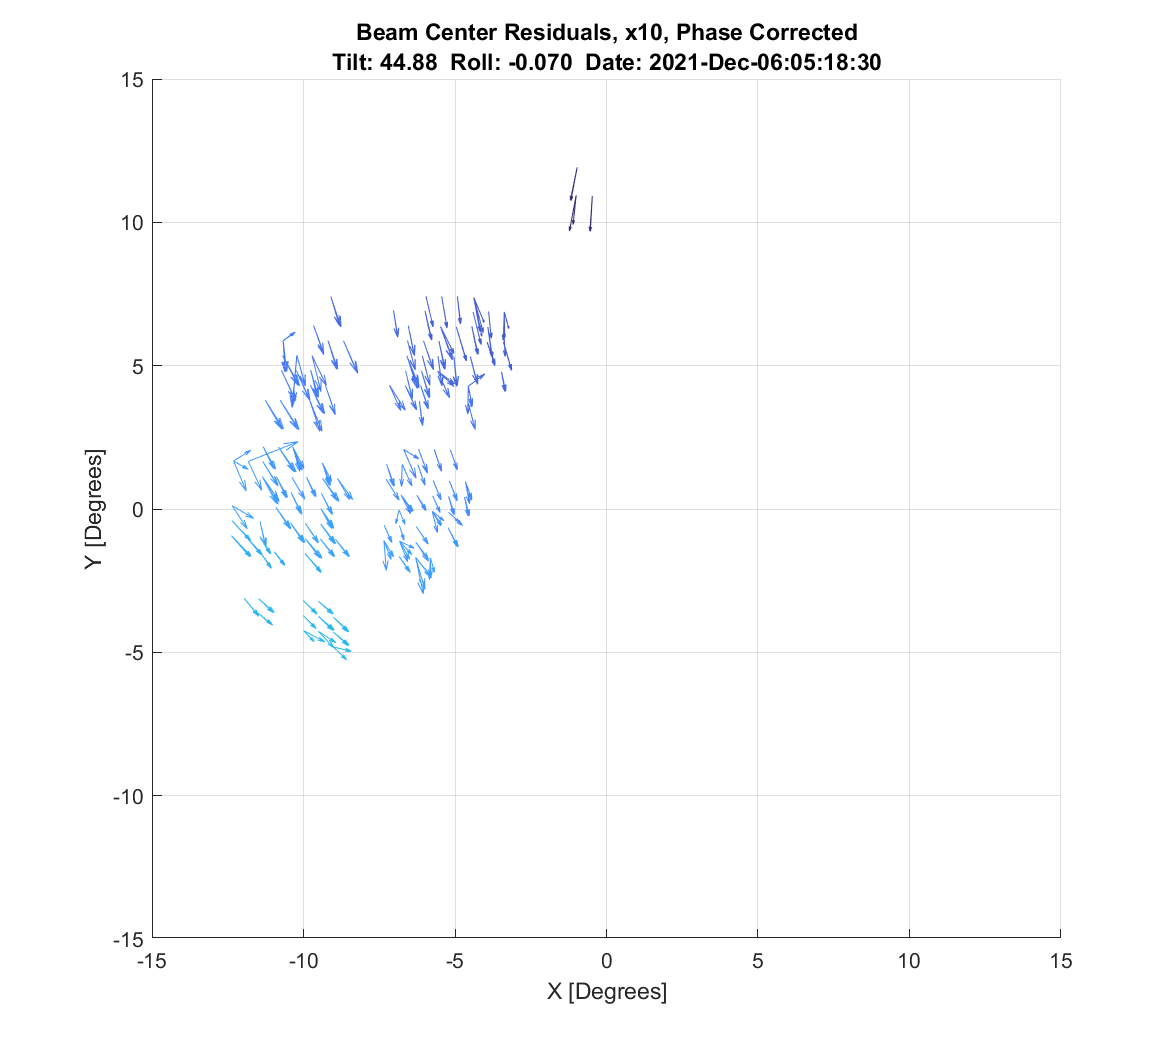 Beam Center Residuals, x10, Phase Corrected
Tilt: 44.88  Roll: -0.070  Date: 2021-Dec-06:05:18:30
15
10
5
0
-5
-10
-15
Y [Degrees]
-15 -10 -5 0 5 10 15
X [Degrees]